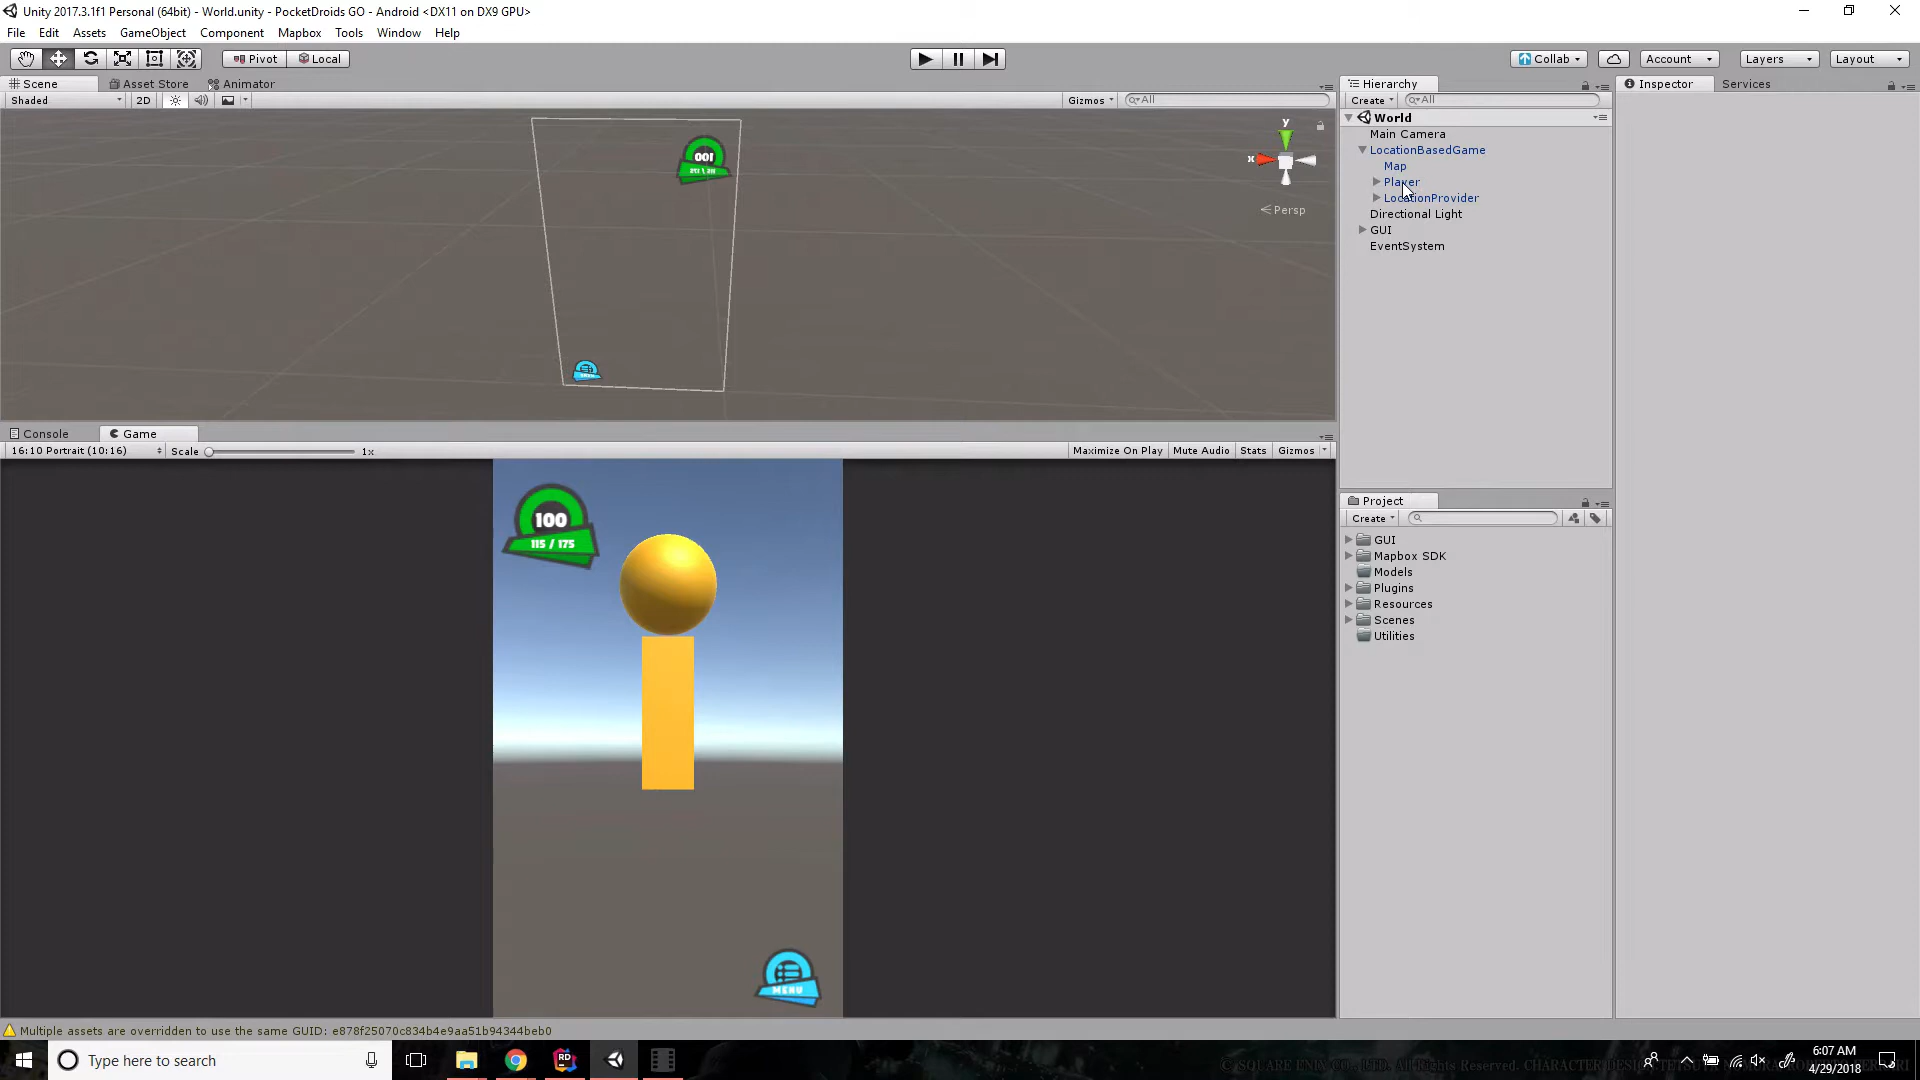 Unity 2017.3.1f1 Personal (64bit) - World.unity - PocketDroids GO - Android <DX11 on DX9 GPU>
File Edit Assets GameObject Component Mapbox Tools Window Help
Pivot Local Collab Account Layers Layout
Scene Asset Store Animator
Shaded 2D Gizmos All
y
x
Persp
100
MENU
Hierarchy
Create All
World
Main Camera
LocationBasedGame
Map
Player
LocationProvider
Directional Light
GUI
EventSystem
Inspector Services
Console Game
16:10 Portrait (10:16) Scale 1x Maximize On Play Mute Audio Stats Gizmos
100
115 / 175
MENU
Project
Create
GUI
Mapbox SDK
Models
Plugins
Resources
Scenes
Utilities
Multiple assets are overridden to use the same GUID: e878f25070c834b4e9aa51b94344beb0
Type here to search
RD
6:07 AM
4/29/2018